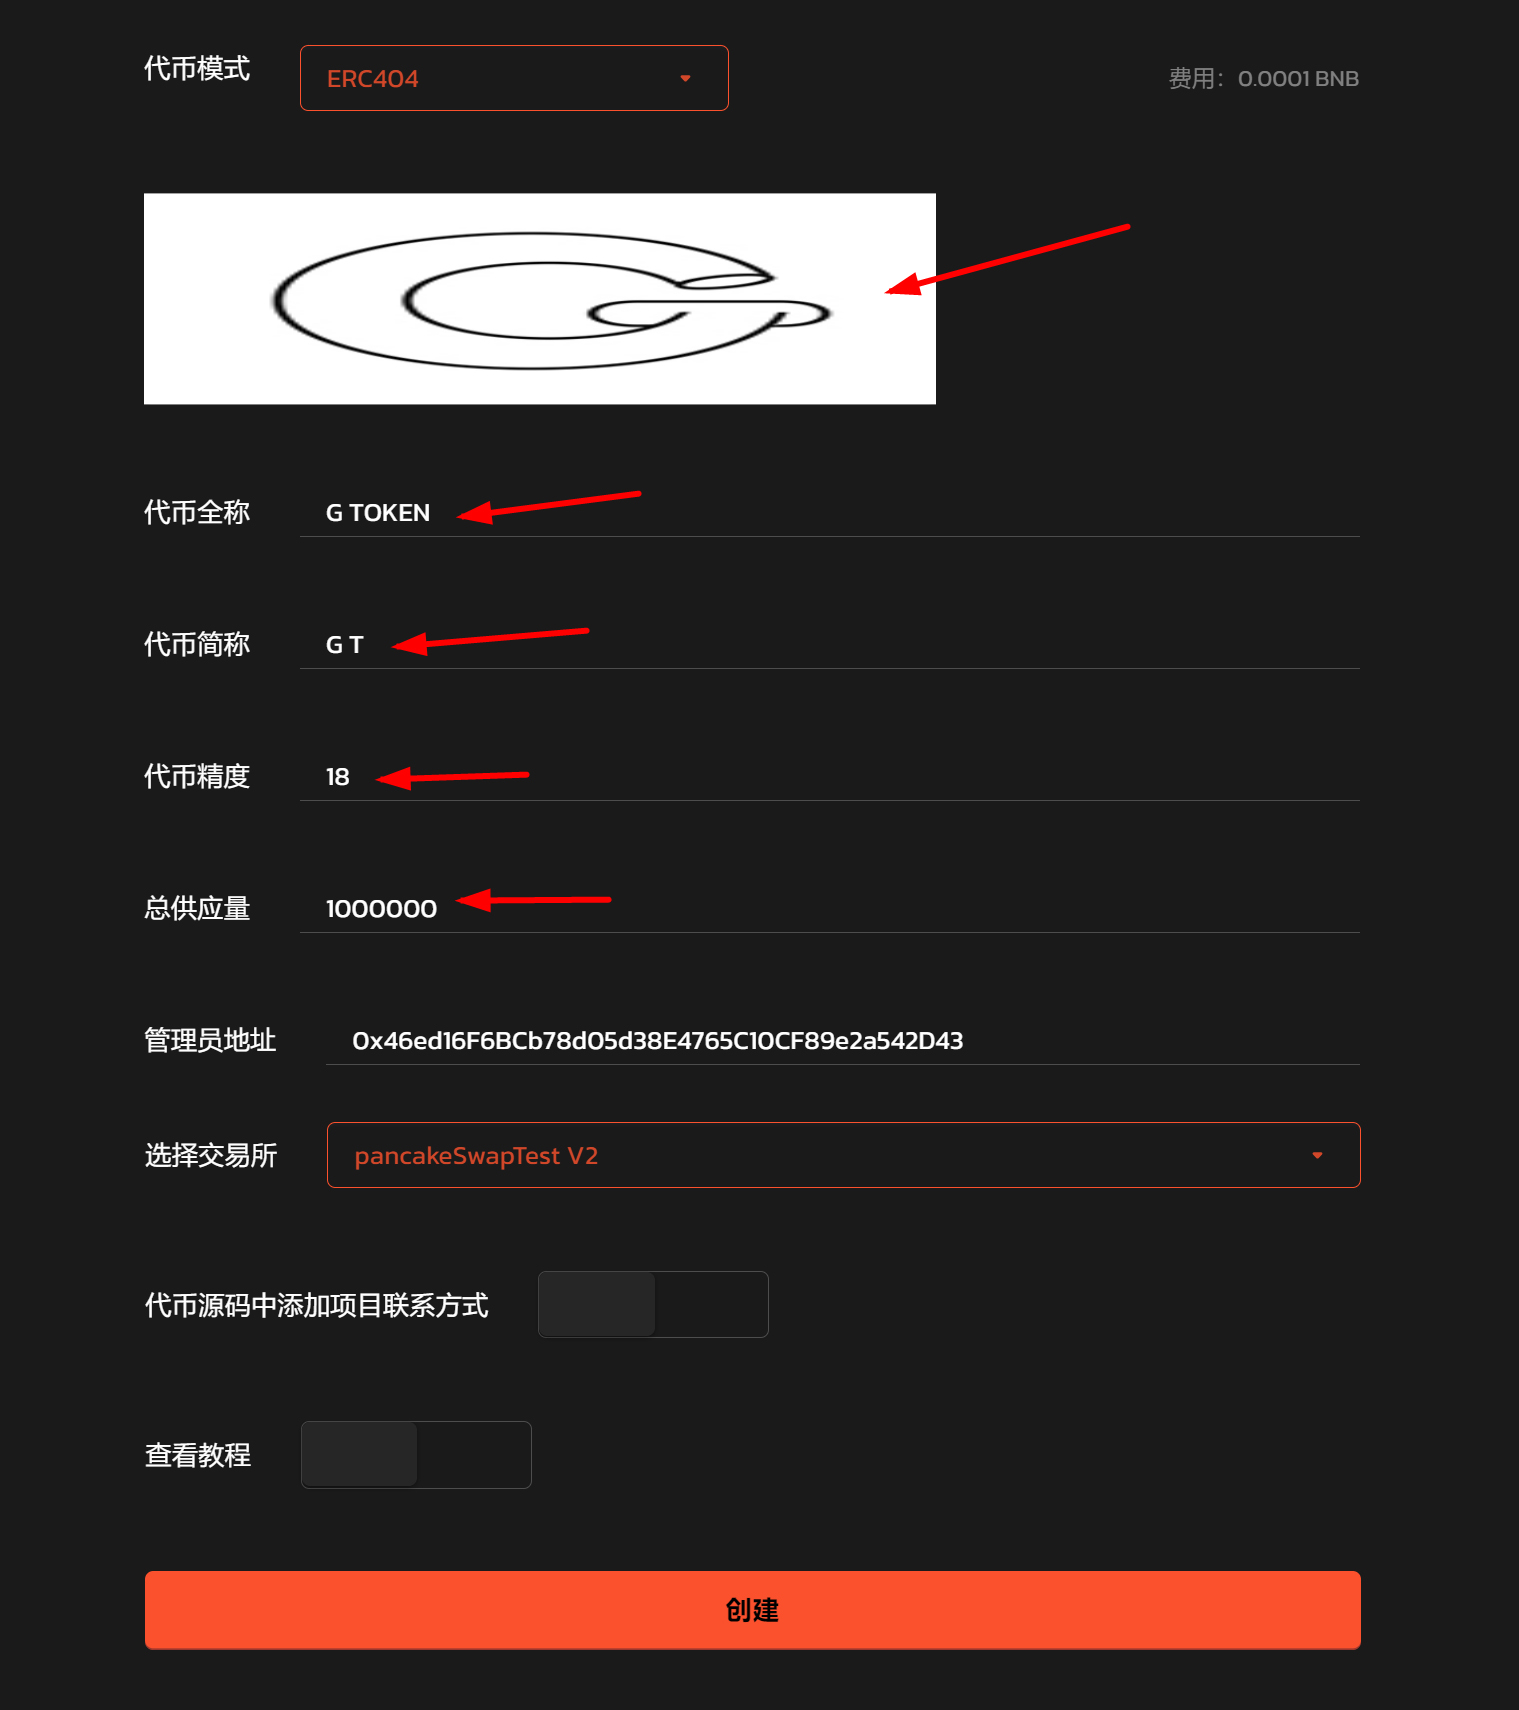 代币模式
ERC404
费用：0.0001 BNB
代币全称
G TOKEN
代币简称
G T
代币精度
18
总供应量
1000000
管理员地址
0x46ed16F6BCb78d05d38E4765C10CF89e2a542D43
选择交易所
pancakeSwapTest V2
代币源码中添加项目联系方式
查看教程
创建